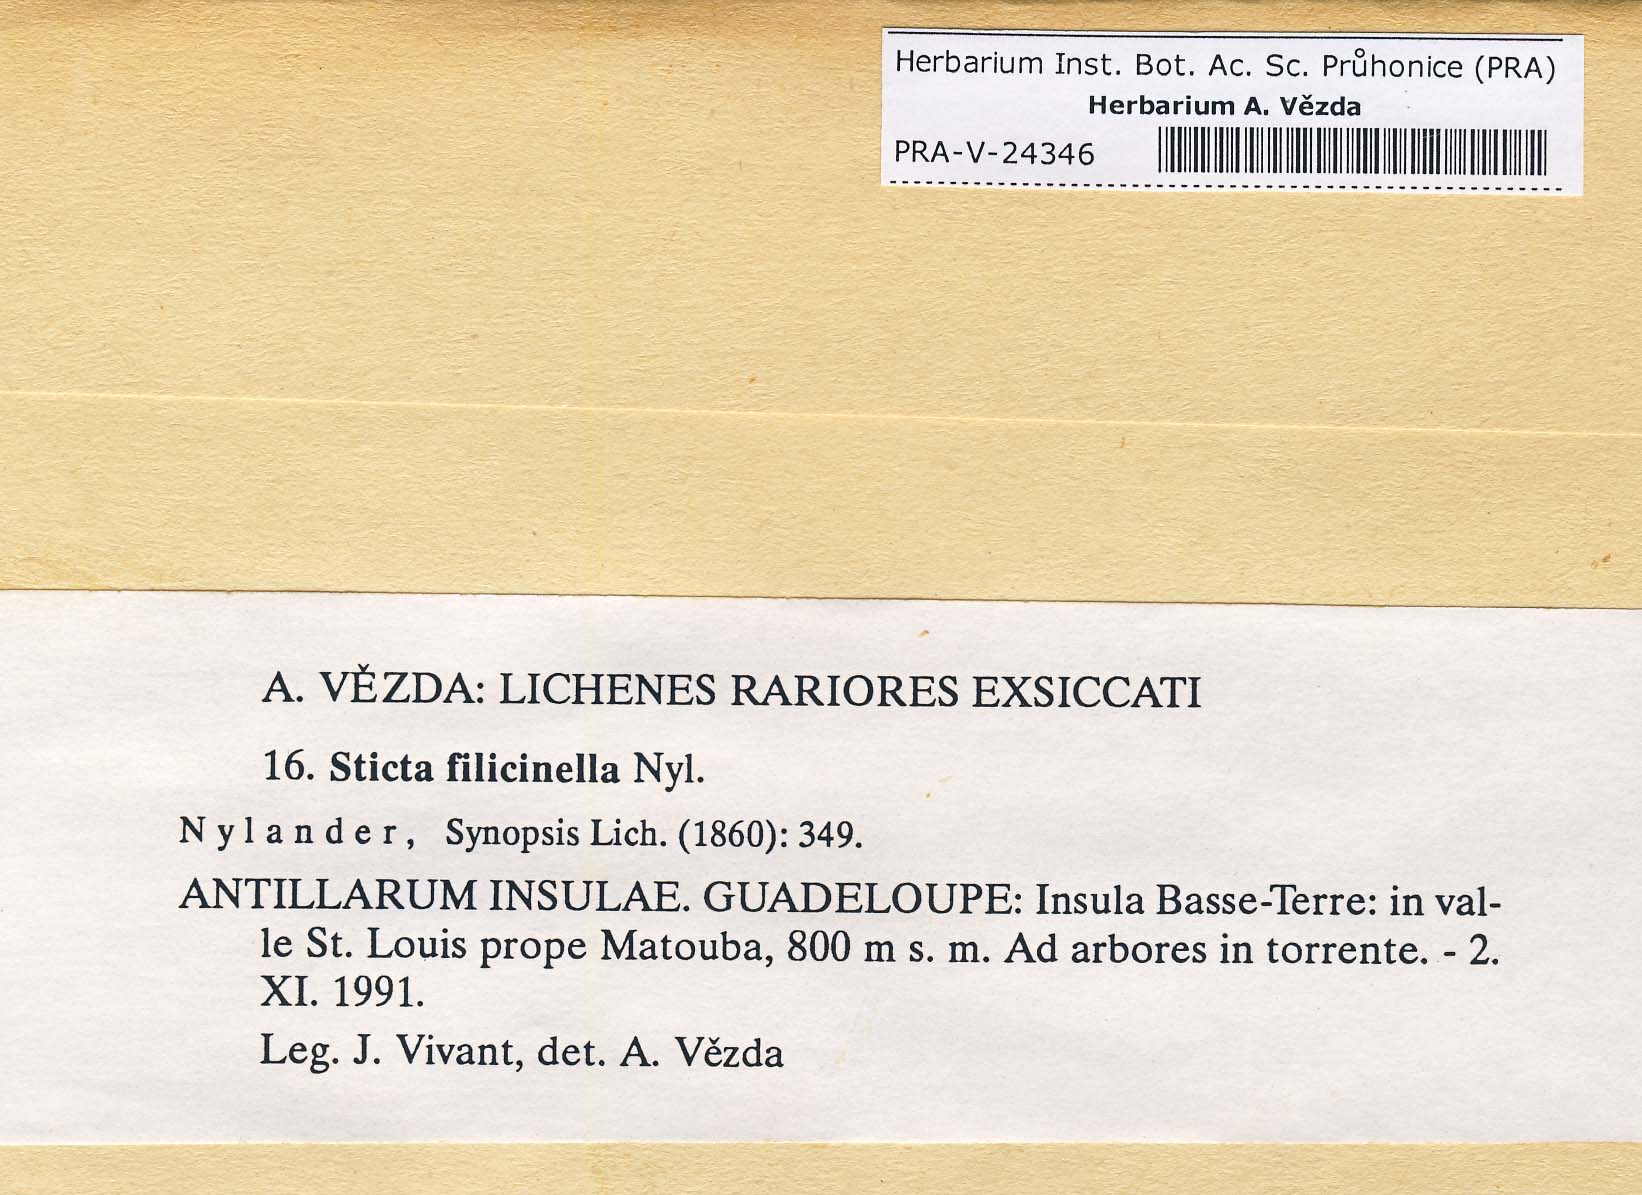 Herbarium Inst. Bot. Ac. Sc. Průhonice (PRA)
Herbarium A. Vězda
PRA-V-24346
A. VĚZDA: LICHENES RARIORES EXSICCATI
16. Sticta filicinella Nyl.
Nylander, Synopsis Lich. (1860): 349.
ANTILLARUM INSULAE. GUADELOUPE: Insula Basse-Terre: in val-
le St. Louis prope Matouba, 800 m s. m. Ad arbores in torrente. - 2.
XI. 1991.
Leg. J. Vivant, det. A. Vězda